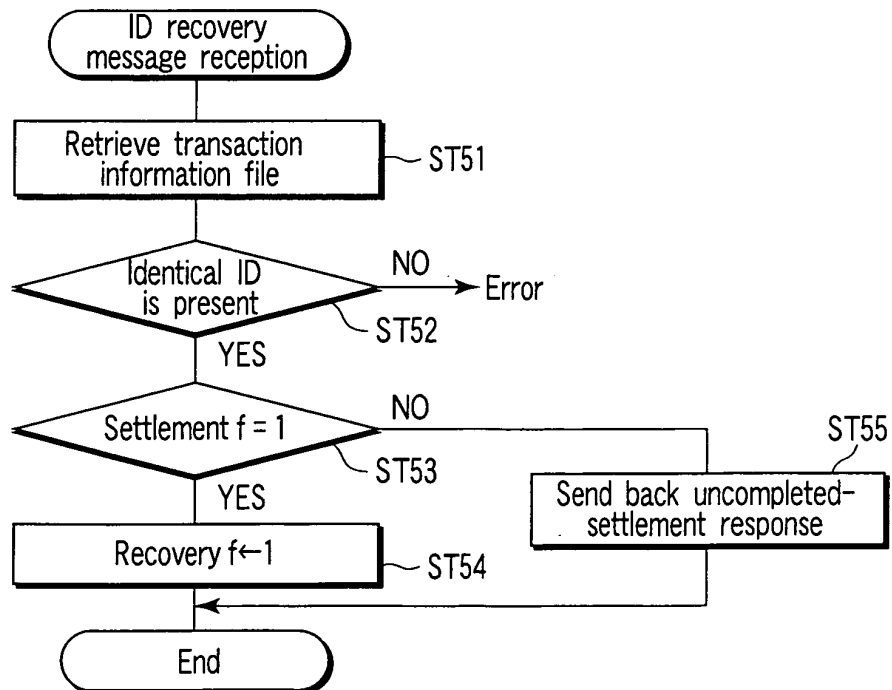 ID recovery
message reception
Retrieve transaction
information file
ST51
Identical ID
is present
NO
Error
ST52
YES
Settlement f = 1
NO
ST53
YES
ST55
Send back uncompleted-
settlement response
Recovery f←1
ST54
End